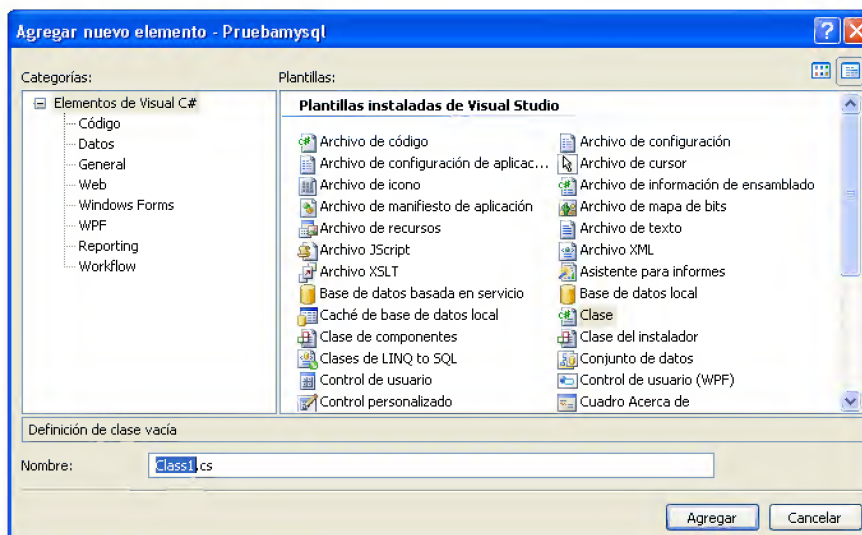 Agregar nuevo elemento - Pruebamysql
Categorías:
Plantillas:
Elementos de Visual C#
Código
Datos
General
Web
Windows Forms
WPF
Reporting
Workflow
Plantillas instaladas de Visual Studio
Archivo de código
Archivo de configuración
Archivo de configuración de aplicac...
Archivo de cursor
Archivo de icono
Archivo de información de ensamblado
Archivo de manifiesto de aplicación
Archivo de mapa de bits
Archivo de recursos
Archivo de texto
Archivo JScript
Archivo XML
Archivo XSLT
Asistente para informes
Base de datos basada en servicio
Base de datos local
Caché de base de datos local
Clase
Clase de componentes
Clase del instalador
Clases de LINQ to SQL
Conjunto de datos
Control de usuario
Control de usuario (WPF)
Control personalizado
Cuadro Acerca de
Definición de clase vacía
Nombre:
Class1.cs
Agregar
Cancelar